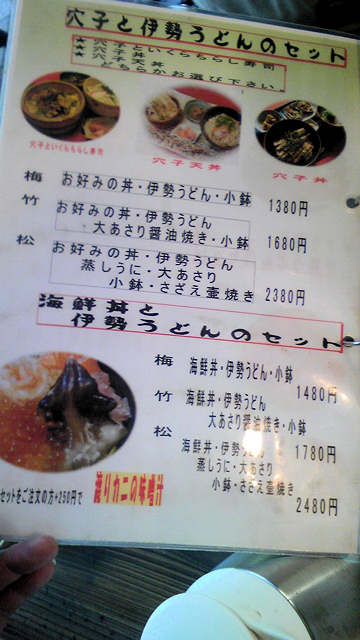 穴子と伊勢うどんのセット
★穴子といくらちらし寿司
★穴子丼
★穴子天丼
どちらかお選び下さい
穴子といくらちらし寿司
穴子天丼
穴子丼
梅 お好みの丼・伊勢うどん・小鉢 1380円
竹 お好みの丼・伊勢うどん
大あさり醤油焼き・小鉢 1680円
松 お好みの丼・伊勢うどん
蒸しうに・大あさり
小鉢・さざえ壷焼き 2380円
海鮮丼と
伊勢うどんのセット
梅 海鮮丼・伊勢うどん・小鉢
1480円
竹 海鮮丼・伊勢うどん
大あさり醤油焼き・小鉢
1780円
松 海鮮丼・伊勢うどん
蒸しうに・大あさり
小鉢・さざえ壷焼き
2480円
セットをご注文の方+250円で 渡りカニの味噌汁